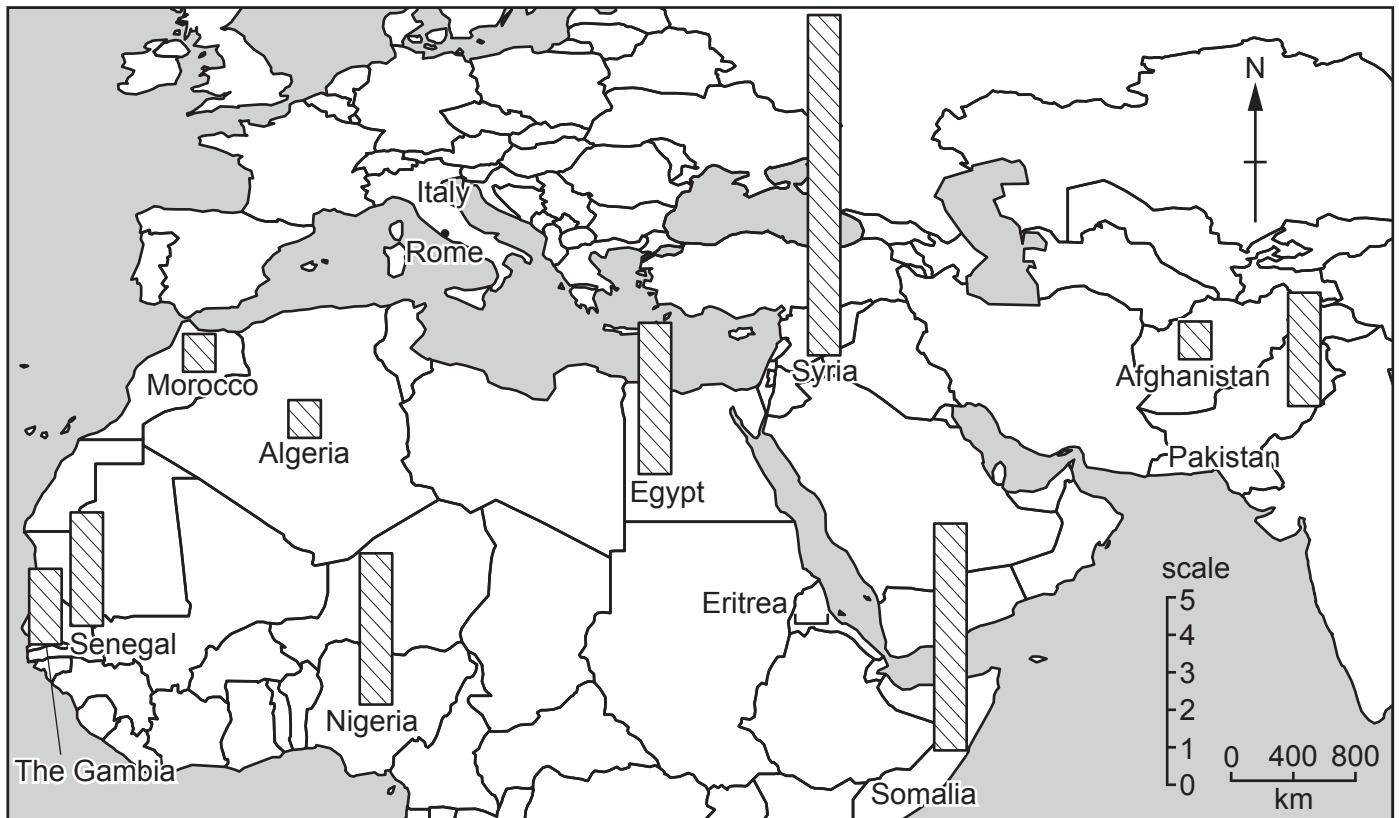 N
Italy
Rome
Morocco
Syria
Afghanistan
Algeria
Pakistan
Egypt
scale
5
4
3
2
1
0
Eritrea
Senegal
Nigeria
The Gambia
Somalia
0 400 800
km